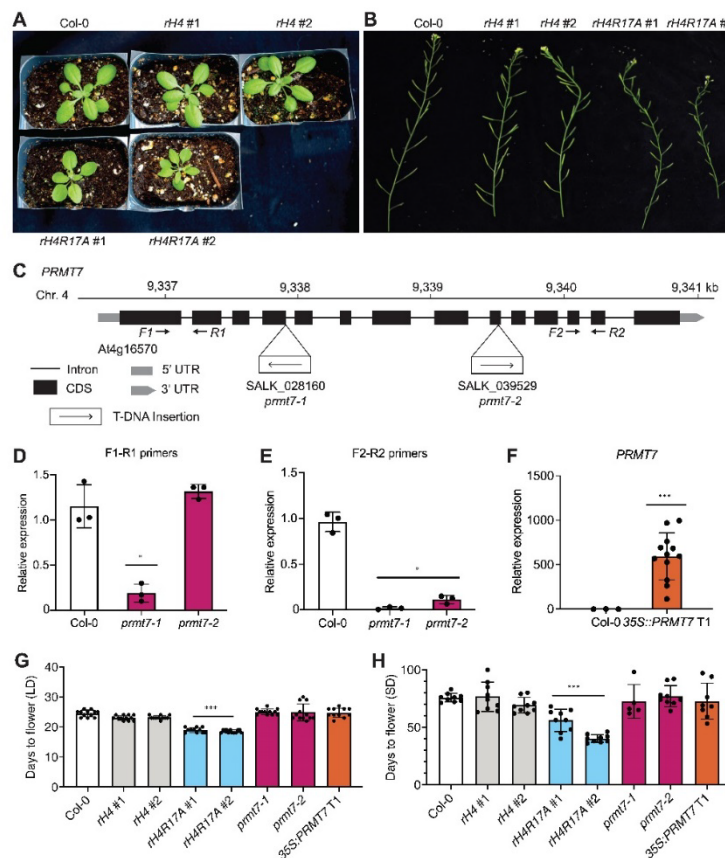 A
Col-0
rH4 #1
rH4 #2
rH4R17A #1
rH4R17A #2
B
Col-0
rH4 #1
rH4 #2
rH4R17A #1
rH4R17A #
C
PRMT7
Chr. 4
9,337
9,338
9,339
9,340
9,341 kb
F1
R1
F2
R2
At4g16570
Intron
CDS
5' UTR
3' UTR
T-DNA Insertion
SALK_028160
prmt7-1
SALK_039529
prmt7-2
D
F1-R1 primers
Relative expression
1.5
1.0
0.5
0.0
*
Col-0
prmt7-1
prmt7-2
E
F2-R2 primers
Relative expression
1.5
1.0
0.5
0.0
*
Col-0
prmt7-1
prmt7-2
F
PRMT7
Relative expression
1500
1000
500
0
***
Col-0
35S::PRMT7 T1
G
Days to flower (LD)
40
30
20
10
0
***
Col-0
rH4 #1
rH4 #2
rH4R17A #1
rH4R17A #2
prmt7-1
prmt7-2
35S:PRMT7 T1
H
Days to flower (SD)
100
50
0
***
Col-0
rH4 #1
rH4 #2
rH4R17A #1
rH4R17A #2
prmt7-1
prmt7-2
35S:PRMT7 T1